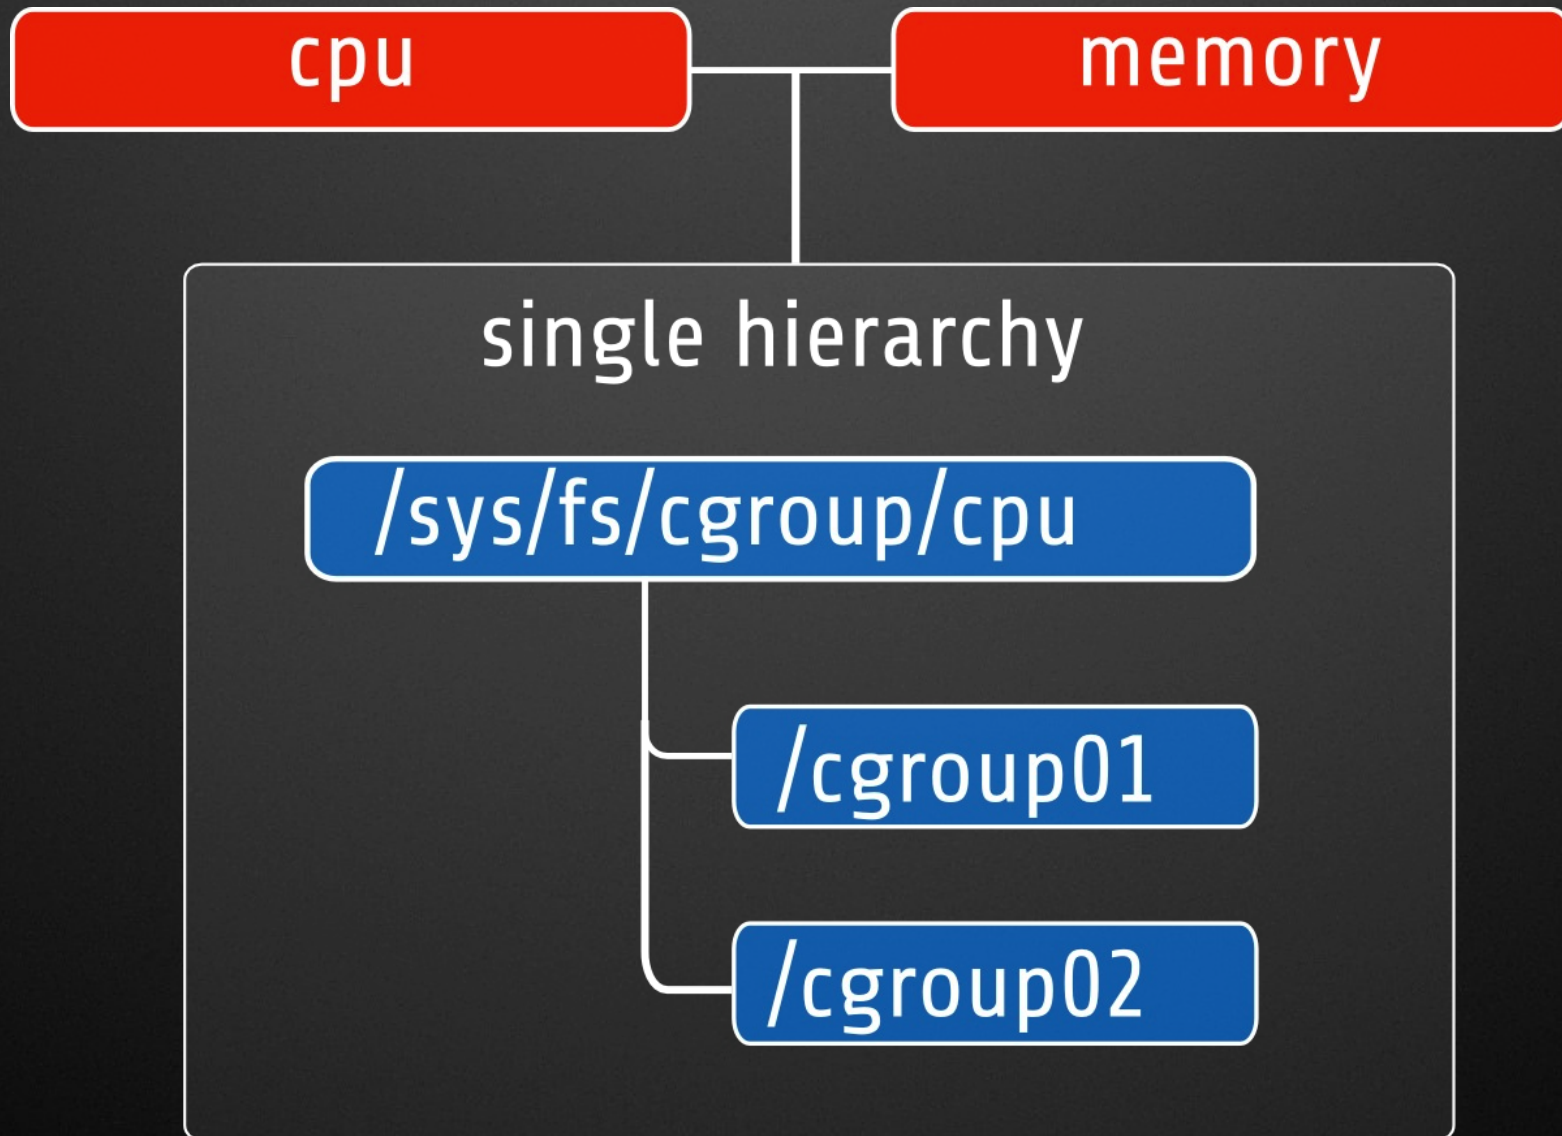 cpu
memory
single hierarchy
/sys/fs/cgroup/cpu
/cgroup01
/cgroup02